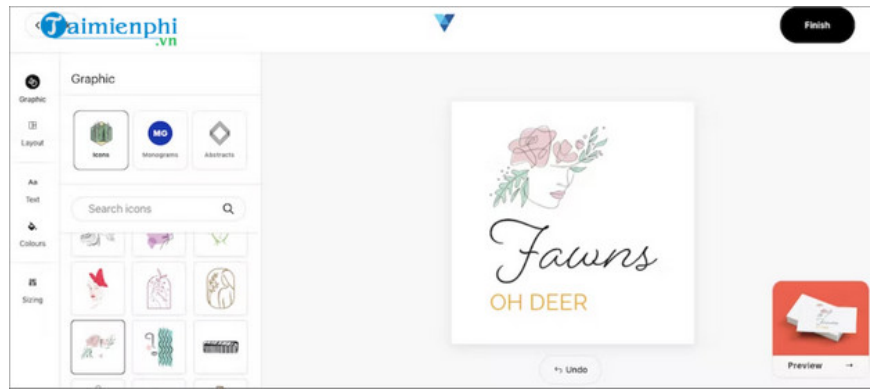 Taimienphi
.vn
Finish
Graphic
Layout
Aa
Text
Colours
Sizing
Graphic
Icons
MG
Monograms
Abstracts
Search icons
Fawns
OH DEER
Undo
Fawns
Preview →